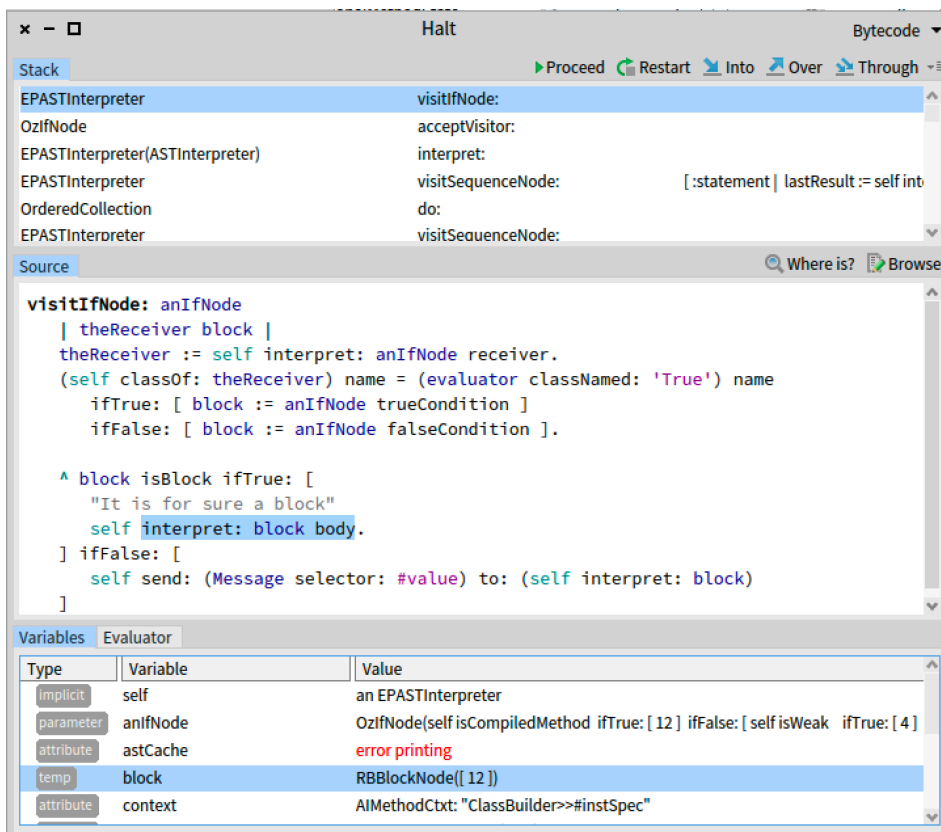 Halt
Bytecode
Stack
Proceed Restart Into Over Through
EPASTInterpreter visitIfNode:
OzIfNode acceptVisitor:
EPASTInterpreter(ASTInterpreter) interpret:
EPASTInterpreter visitSequenceNode: [ :statement | lastResult := self inte
OrderedCollection do:
EPASTInterpreter visitSequenceNode:
Source Where is? Browse
visitIfNode: anIfNode
| theReceiver block |
theReceiver := self interpret: anIfNode receiver.
(self classOf: theReceiver) name = (evaluator classNamed: 'True') name
ifTrue: [ block := anIfNode trueCondition ]
ifFalse: [ block := anIfNode falseCondition ].
^ block isBlock ifTrue: [
"It is for sure a block"
self interpret: block body.
] ifFalse: [
self send: (Message selector: #value) to: (self interpret: block)
]
Variables Evaluator
Type Variable Value
implicit self an EPASTInterpreter
parameter anIfNode OzIfNode(self isCompiledMethod ifTrue: [ 12 ] ifFalse: [ self isWeak ifTrue: [ 4 ]
attribute astCache error printing
temp block RBBlockNode([ 12 ])
attribute context AIMethodCtxt: "ClassBuilder>>#instSpec"